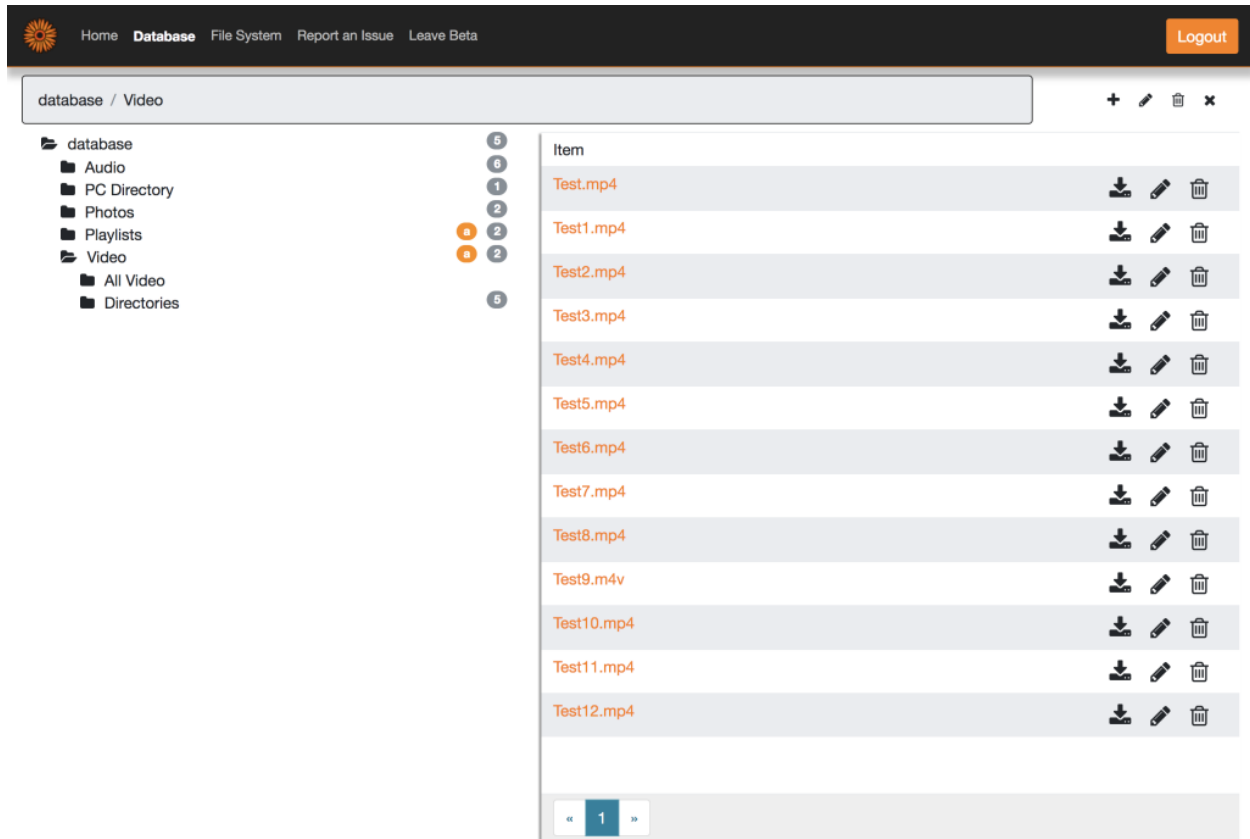 Home Database File System Report an Issue Leave Beta Logout
database / Video
database 5
Audio 6
PC Directory 1
Photos 2
Playlists a 2
Video a 2
All Video
Directories 5
Item
Test.mp4
Test1.mp4
Test2.mp4
Test3.mp4
Test4.mp4
Test5.mp4
Test6.mp4
Test7.mp4
Test8.mp4
Test9.m4v
Test10.mp4
Test11.mp4
Test12.mp4
« 1 »